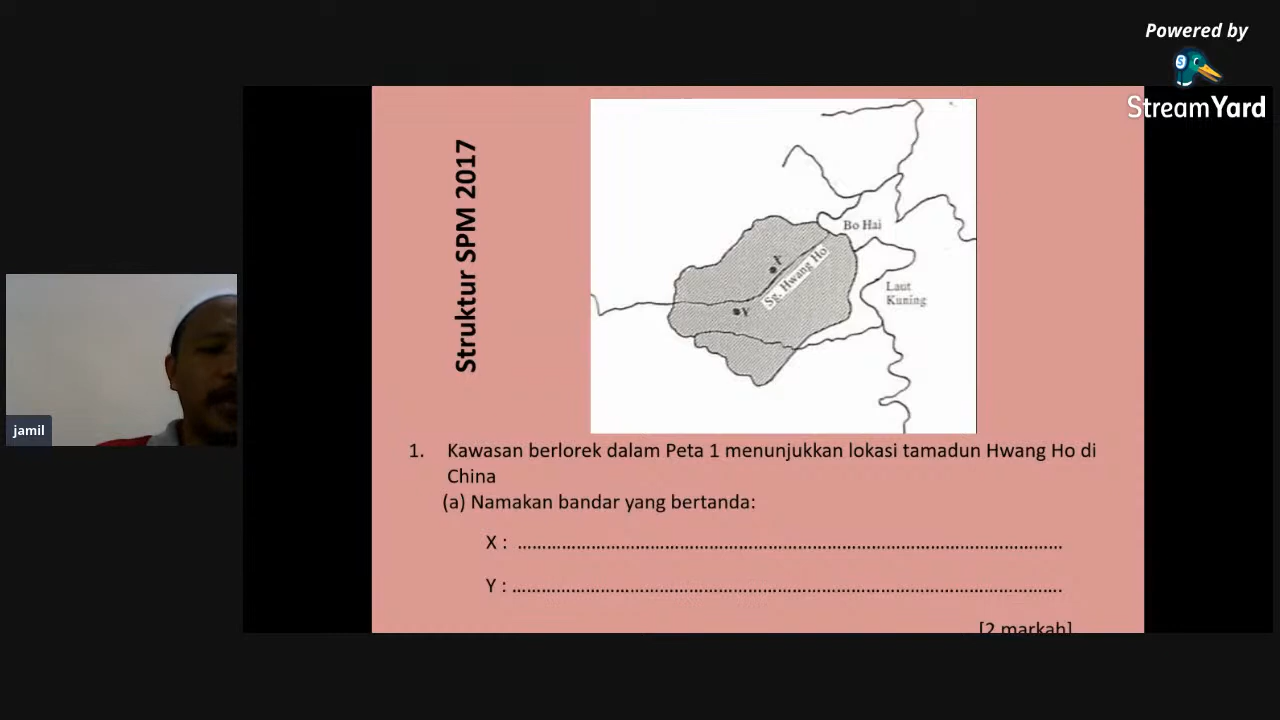 Powered by
StreamYard
Struktur SPM 2017
Bo Hai
Sg. Hwang Ho
Laut
Kuning
Y
jamil
1. Kawasan berlorek dalam Peta 1 menunjukkan lokasi tamadun Hwang Ho di
China
(a) Namakan bandar yang bertanda:
X : ................................................................................................
Y : ................................................................................................
[2 markah]